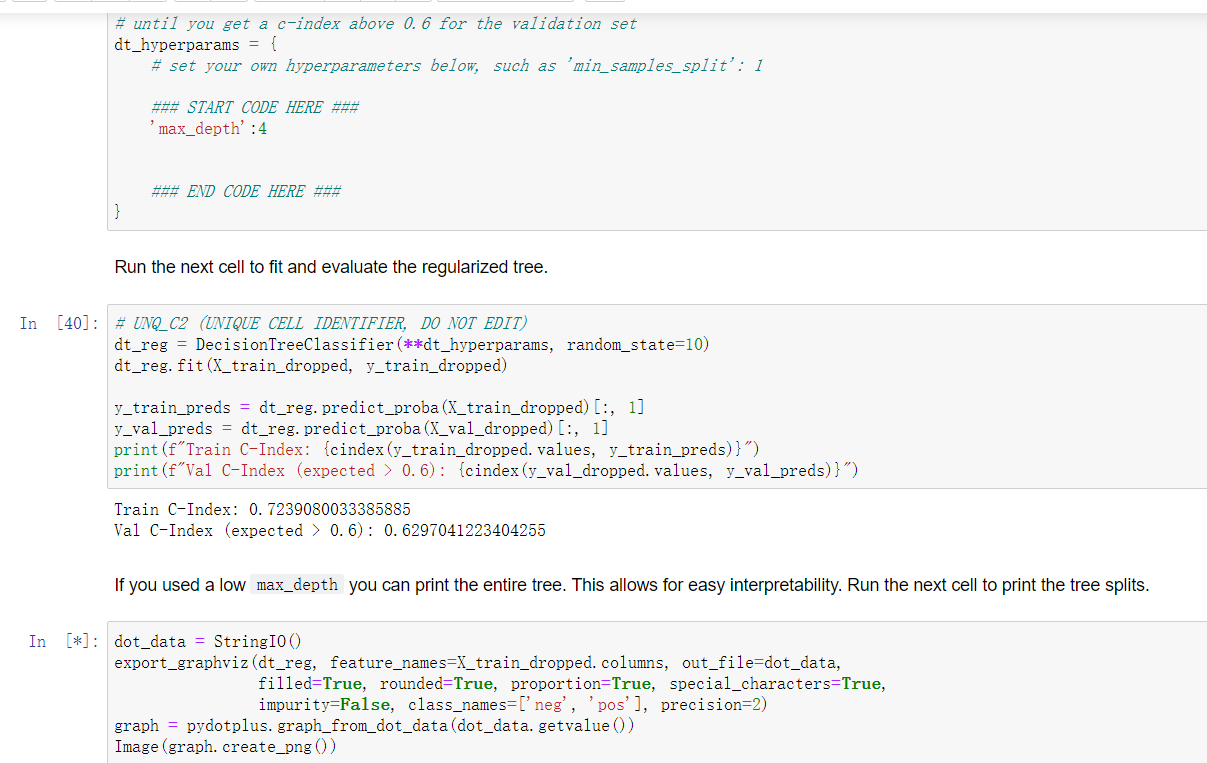 # until you get a c-index above 0.6 for the validation set
dt_hyperparams = {
# set your own hyperparameters below, such as 'min_samples_split': 1
### START CODE HERE ###
'max_depth':4
### END CODE HERE ###
}
Run the next cell to fit and evaluate the regularized tree.
In [40]: # UNQ_C2 (UNIQUE CELL IDENTIFIER, DO NOT EDIT)
dt_reg = DecisionTreeClassifier(**dt_hyperparams, random_state=10)
dt_reg.fit(X_train_dropped, y_train_dropped)
y_train_preds = dt_reg.predict_proba(X_train_dropped)[:, 1]
y_val_preds = dt_reg.predict_proba(X_val_dropped)[:, 1]
print(f"Train C-Index: {cindex(y_train_dropped.values, y_train_preds)}")
print(f"Val C-Index (expected > 0.6): {cindex(y_val_dropped.values, y_val_preds)}")
Train C-Index: 0.7239080033385885
Val C-Index (expected > 0.6): 0.6297041223404255
If you used a low max_depth you can print the entire tree. This allows for easy interpretability. Run the next cell to print the tree splits.
In [*]: dot_data = StringIO()
export_graphviz(dt_reg, feature_names=X_train_dropped.columns, out_file=dot_data,
filled=True, rounded=True, proportion=True, special_characters=True,
impurity=False, class_names=['neg', 'pos'], precision=2)
graph = pydotplus.graph_from_dot_data(dot_data.getvalue())
Image(graph.create_png())